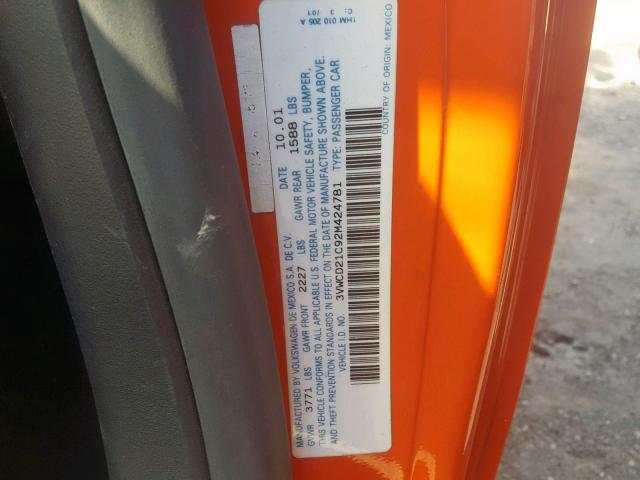 1HM 010 205 A C: 3 /01
MANUFACTURED BY VOLKSWAGEN DE MEXICO S.A. DE C.V. DATE 10.01
GVWR 3771 LBS GAWR FRONT 2227 LBS GAWR REAR 1588 LBS
THIS VEHICLE CONFORMS TO ALL APPLICABLE U.S. FEDERAL MOTOR VEHICLE SAFETY, BUMPER,
AND THEFT PREVENTION STANDARDS IN EFFECT ON THE DATE OF MANUFACTURE SHOWN ABOVE.
VEHICLE I.D. NO. 3VWCD21C92M424781 TYPE: PASSENGER CAR
COUNTRY OF ORIGIN: MEXICO